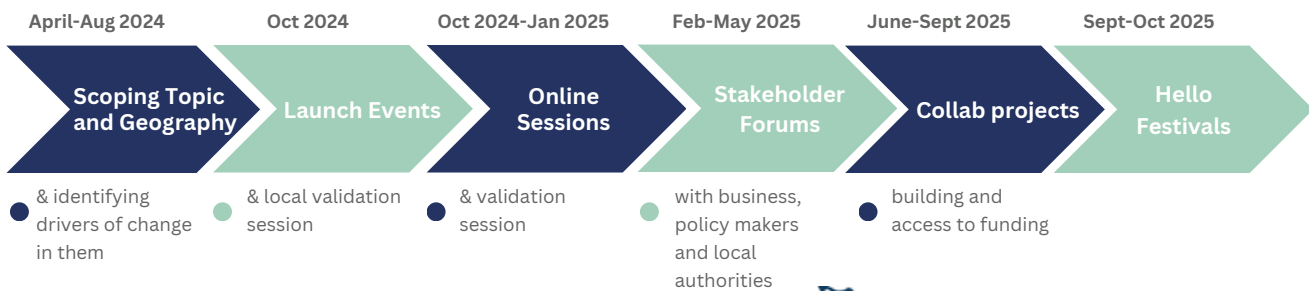 April-Aug 2024
Oct 2024
Oct 2024-Jan 2025
Feb-May 2025
June-Sept 2025
Sept-Oct 2025
Scoping Topic
and Geography
Launch Events
Online
Sessions
Stakeholder
Forums
Collab projects
Hello
Festivals
& identifying
drivers of change
in them
& local validation
session
& validation
session
with business,
policy makers
and local
authorities
building and
access to funding